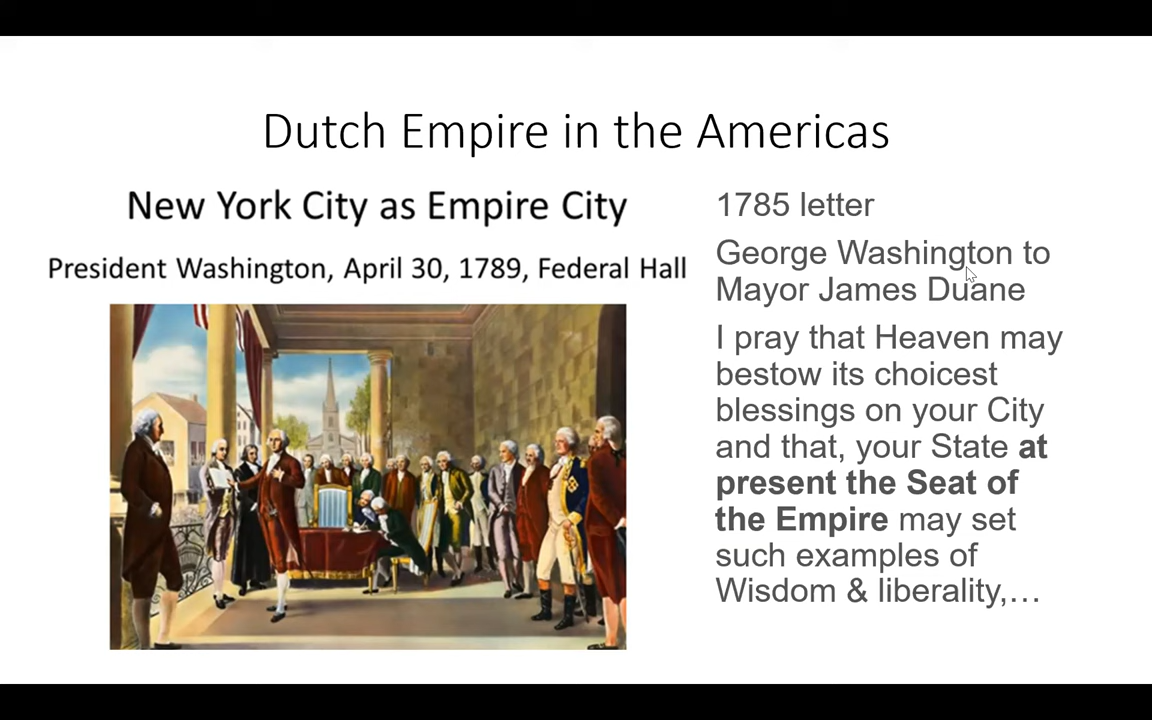 Dutch Empire in the Americas
New York City as Empire City
President Washington, April 30, 1789, Federal Hall
1785 letter
George Washington to
Mayor James Duane
I pray that Heaven may
bestow its choicest
blessings on your City
and that, your State at
present the Seat of
the Empire may set
such examples of
Wisdom & liberality,…